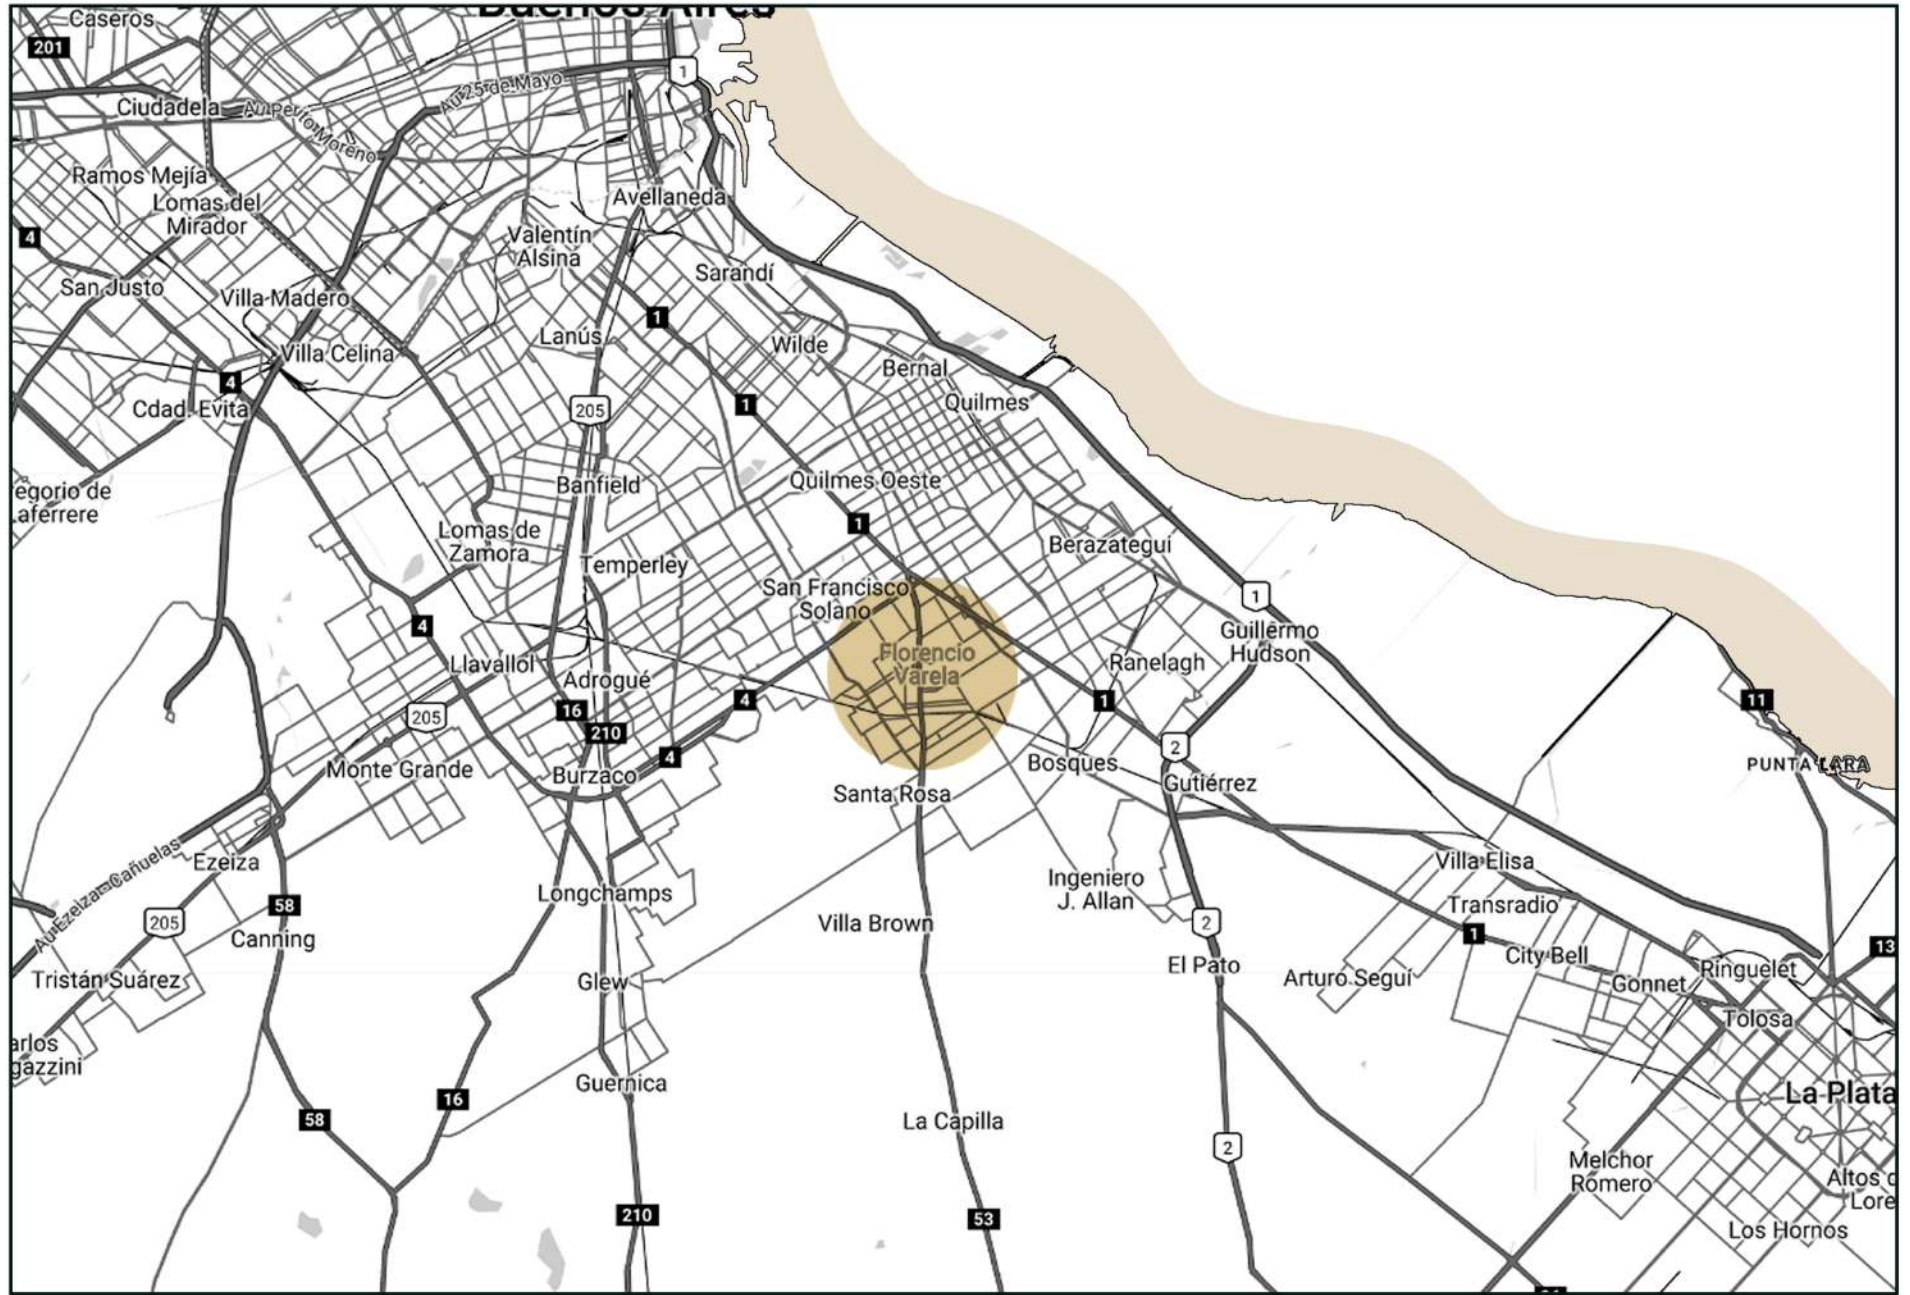 Buenos Aires
Caseros
201
1
Au 25 de Mayo
Ciudadela
Au Perito Moreno
Ramos Mejía
Lomas del
Mirador
Avellaneda
4
Valentín
Alsina
Sarandí
San Justo
Villa Madero
1
Lanús
Wilde
Villa Celina
4
Bernal
Cdad. Evita
205
1
Quilmes
Banfield
Quilmes Oeste
egorio de
aferrere
Lomas de
Zamora
1
Berazategui
Temperley
San Francisco
Solano
1
4
Guillermo
Hudson
Florencio
Varela
Llavallol
Adrogué
Ranelagh
4
1
11
16
205
210
2
4
Monte Grande
Burzaco
Bosques
PUNTA LARA
Gutiérrez
Santa Rosa
Au Ezeiza - Cañuelas
Ezeiza
Villa Elisa
Longchamps
Ingeniero
J. Allan
58
Transradio
205
Villa Brown
2
1
Canning
13
City Bell
El Pato
Ringuelet
Tristán Suárez
Glew
Arturo Seguí
Gonnet
Tolosa
arlos
gazzini
Guernica
La Plata
16
58
La Capilla
2
Melchor
Romero
Altos d
Lore
210
53
Los Hornos